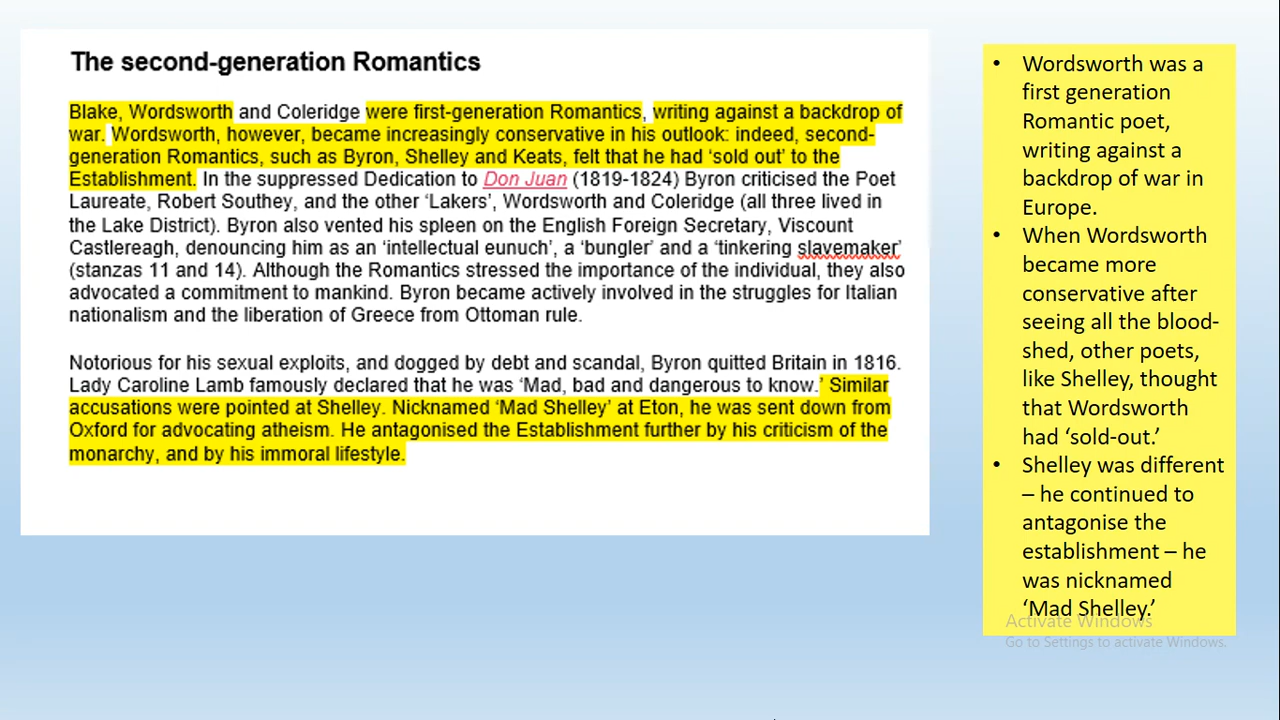 The second-generation Romantics
Blake, Wordsworth and Coleridge were first-generation Romantics, writing against a backdrop of
war. Wordsworth, however, became increasingly conservative in his outlook: indeed, second-
generation Romantics, such as Byron, Shelley and Keats, felt that he had ‘sold out’ to the
Establishment. In the suppressed Dedication to Don Juan (1819-1824) Byron criticised the Poet
Laureate, Robert Southey, and the other ‘Lakers’, Wordsworth and Coleridge (all three lived in
the Lake District). Byron also vented his spleen on the English Foreign Secretary, Viscount
Castlereagh, denouncing him as an ‘intellectual eunuch’, a ‘bungler’ and a ‘tinkering slavemaker’
(stanzas 11 and 14). Although the Romantics stressed the importance of the individual, they also
advocated a commitment to mankind. Byron became actively involved in the struggles for Italian
nationalism and the liberation of Greece from Ottoman rule.
Notorious for his sexual exploits, and dogged by debt and scandal, Byron quitted Britain in 1816.
Lady Caroline Lamb famously declared that he was ‘Mad, bad and dangerous to know.’ Similar
accusations were pointed at Shelley. Nicknamed ‘Mad Shelley’ at Eton, he was sent down from
Oxford for advocating atheism. He antagonised the Establishment further by his criticism of the
monarchy, and by his immoral lifestyle.
• Wordsworth was a
first generation
Romantic poet,
writing against a
backdrop of war in
Europe.
• When Wordsworth
became more
conservative after
seeing all the blood-
shed, other poets,
like Shelley, thought
that Wordsworth
had ‘sold-out.’
• Shelley was different
– he continued to
antagonise the
establishment – he
was nicknamed
‘Mad Shelley.’
Activate Windows
Go to Settings to activate Windows.